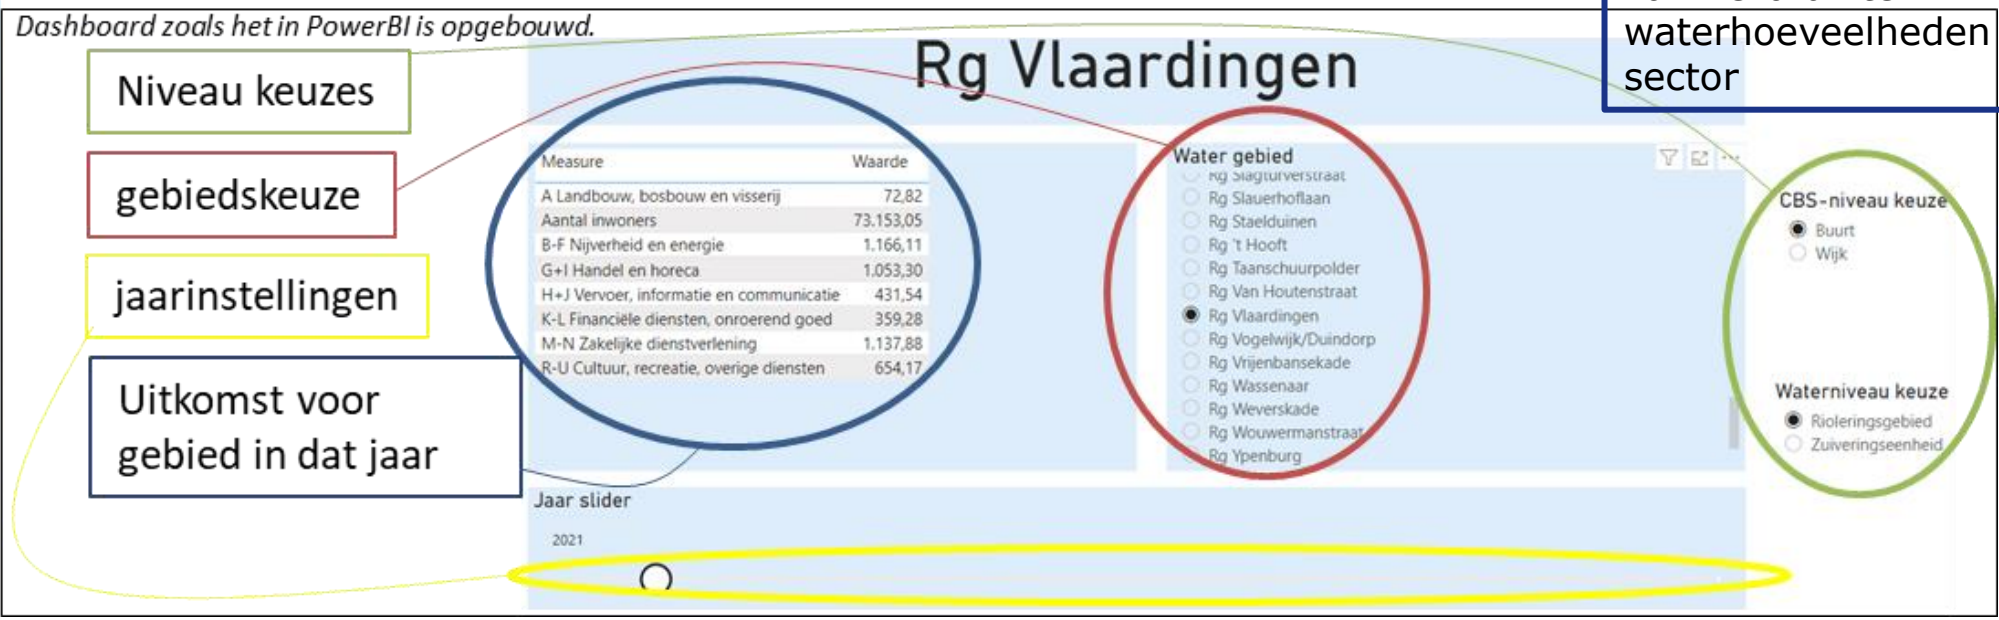 Dashboard zoals het in PowerBI is opgebouwd.
waterhoeveelheden
sector
Niveau keuzes
gebiedskeuze
jaarinstellingen
Uitkomst voor
gebied in dat jaar
Rg Vlaardingen
Measure Waarde
A Landbouw, bosbouw en visserij 72,82
Aantal inwoners 73.153,05
B-F Nijverheid en energie 1.166,11
G+I Handel en horeca 1.053,30
H+J Vervoer, informatie en communicatie 431,54
K-L Financiële diensten, onroerend goed 359,28
M-N Zakelijke dienstverlening 1.137,88
R-U Cultuur, recreatie, overige diensten 654,17
Water gebied
Rg Slagturverstraat
Rg Slauerhoflaan
Rg Staelduinen
Rg 't Hooft
Rg Taanschuurpolder
Rg Van Houtenstraat
Rg Vlaardingen
Rg Vogelwijk/Duindorp
Rg Vrijenbansekade
Rg Wassenaar
Rg Weverskade
Rg Wouwermanstraat
Rg Ypenburg
CBS-niveau keuze
Buurt
Wijk
Waterniveau keuze
Rioleringsgebied
Zuiveringseenheid
Jaar slider
2021